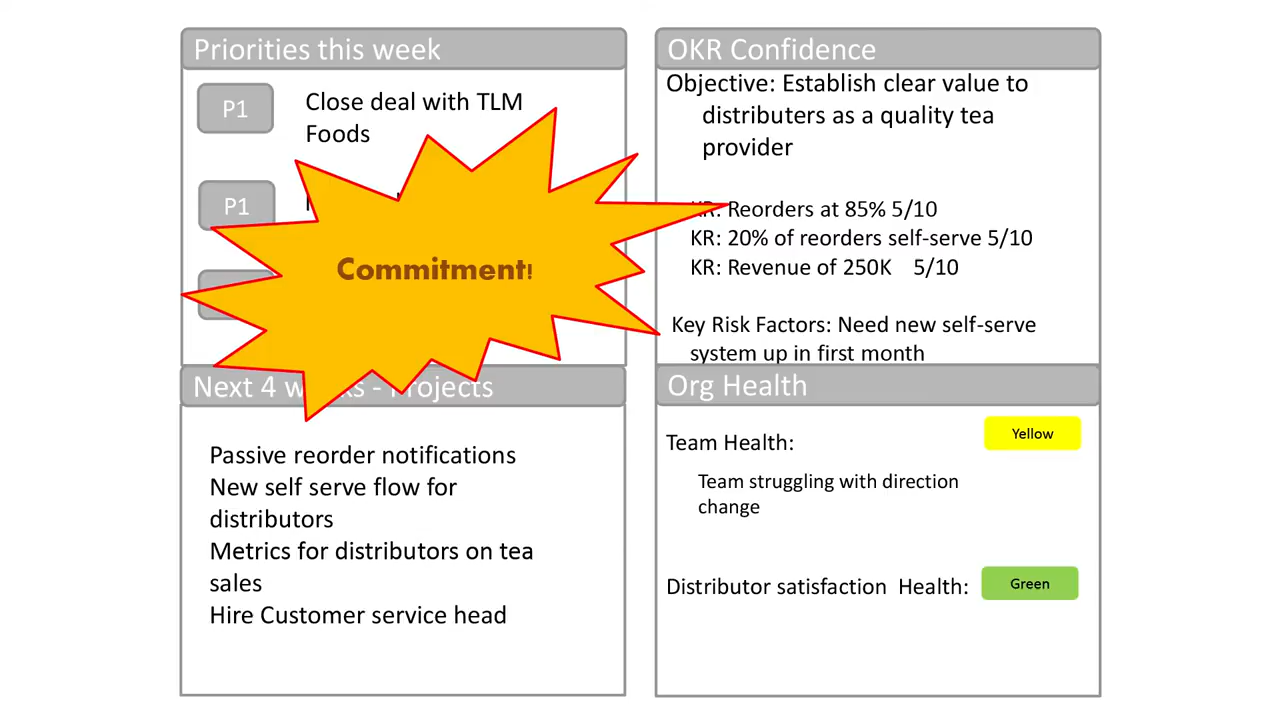 Priorities this week
P1
Close deal with TLM
Foods
P1
Commitment!
Next 4 - Projects
Passive reorder notifications
New self serve flow for
distributors
Metrics for distributors on tea
sales
Hire Customer service head
OKR Confidence
Objective: Establish clear value to
distributers as a quality tea
provider
KR: Reorders at 85% 5/10
KR: 20% of reorders self-serve 5/10
KR: Revenue of 250K 5/10
Key Risk Factors: Need new self-serve
system up in first month
Org Health
Team Health:
Yellow
Team struggling with direction
change
Distributor satisfaction Health:
Green